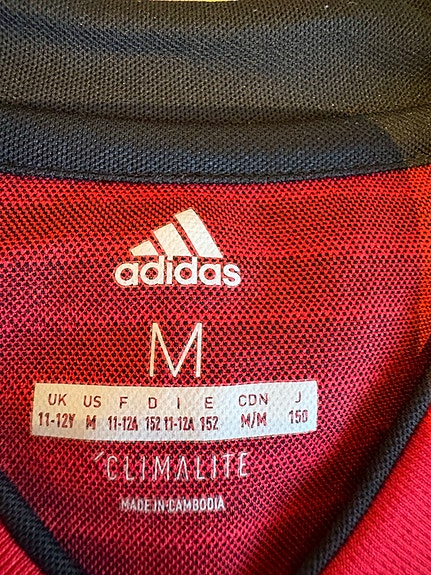 adidas
M
UK US F D I E CDN J
11-12Y M 11-12A 152 11-12A 152 M/M 150
CLIMALITE
MADE IN CAMBODIA